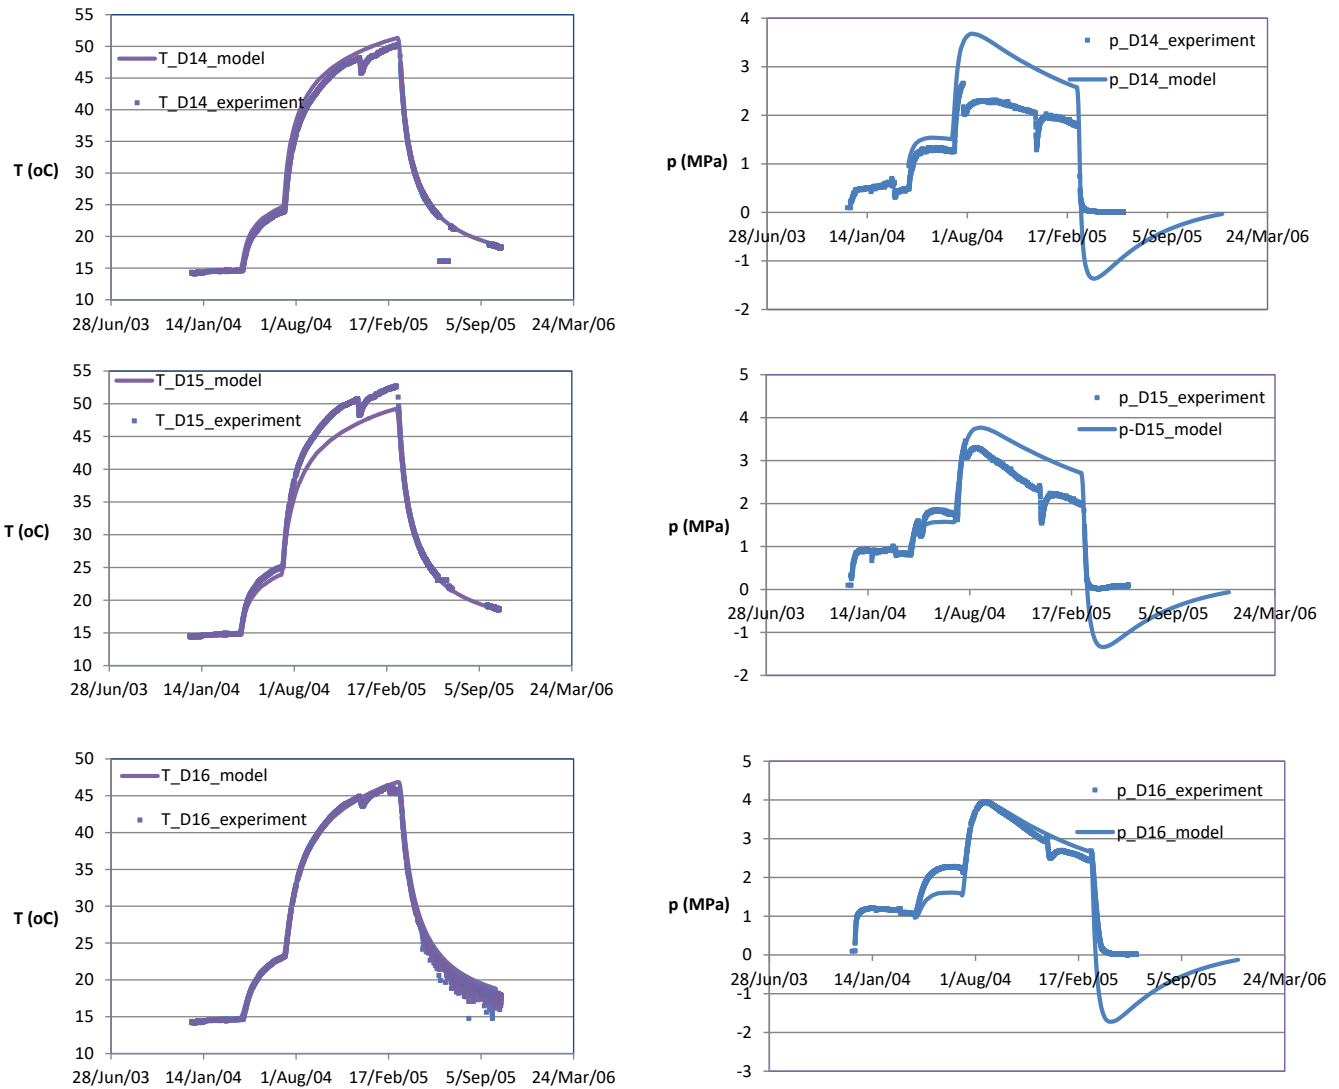 55
50
45
40
35
30
25
20
15
10
T (oC)
T_D14_model
T_D14_experiment
28/Jun/03 14/Jan/04 1/Aug/04 17/Feb/05 5/Sep/05 24/Mar/06
4
3
2
1
0
-1
-2
p (MPa)
p_D14_experiment
p_D14_model
28/Jun/03 14/Jan/04 1/Aug/04 17/Feb/05 5/Sep/05 24/Mar/06
55
50
45
40
35
30
25
20
15
10
T (oC)
T_D15_model
T_D15_experiment
28/Jun/03 14/Jan/04 1/Aug/04 17/Feb/05 5/Sep/05 24/Mar/06
5
4
3
2
1
0
-1
-2
p (MPa)
p_D15_experiment
p-D15_model
28/Jun/03 14/Jan/04 1/Aug/04 17/Feb/05 5/Sep/05 24/Mar/06
50
45
40
35
30
25
20
15
10
T (oC)
T_D16_model
T_D16_experiment
28/Jun/03 14/Jan/04 1/Aug/04 17/Feb/05 5/Sep/05 24/Mar/06
5
4
3
2
1
0
-1
-2
-3
p (MPa)
p_D16_experiment
p_D16_model
28/Jun/03 14/Jan/04 1/Aug/04 17/Feb/05 5/Sep/05 24/Mar/06